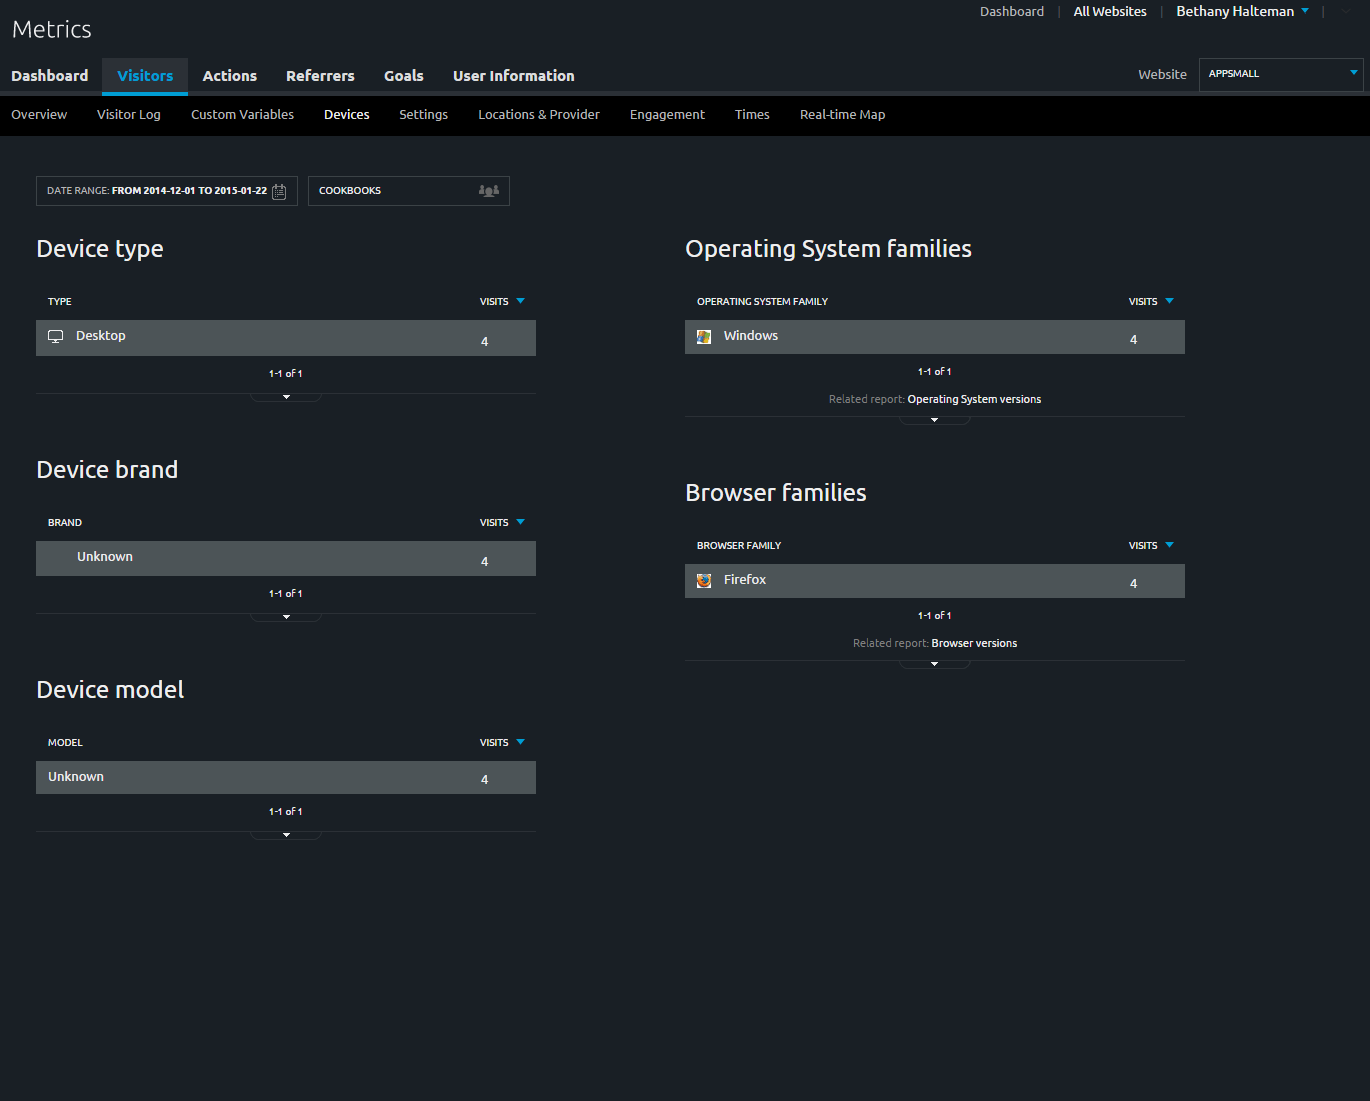 Dashboard | All Websites | Bethany Halteman |
Metrics
Dashboard Visitors Actions Referrers Goals User Information Website APPSMALL
Overview Visitor Log Custom Variables Devices Settings Locations & Provider Engagement Times Real-time Map
DATE RANGE: FROM 2014-12-01 TO 2015-01-22 COOKBOOKS
Device type
TYPE VISITS
Desktop 4
1-1 of 1
Device brand
BRAND VISITS
Unknown 4
1-1 of 1
Device model
MODEL VISITS
Unknown 4
1-1 of 1
Operating System families
OPERATING SYSTEM FAMILY VISITS
Windows 4
1-1 of 1
Related report: Operating System versions
Browser families
BROWSER FAMILY VISITS
Firefox 4
1-1 of 1
Related report: Browser versions